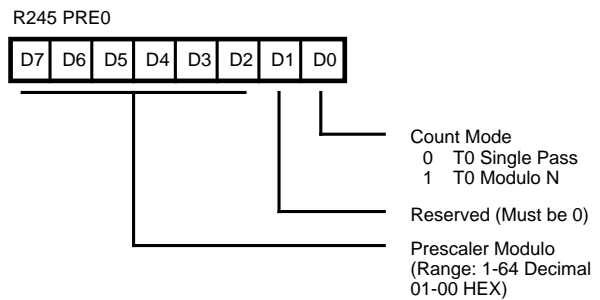 R245 PRE0
D7 D6 D5 D4 D3 D2 D1 D0
Count Mode
0 T0 Single Pass
1 T0 Modulo N
Reserved (Must be 0)
Prescaler Modulo
(Range: 1-64 Decimal
01-00 HEX)